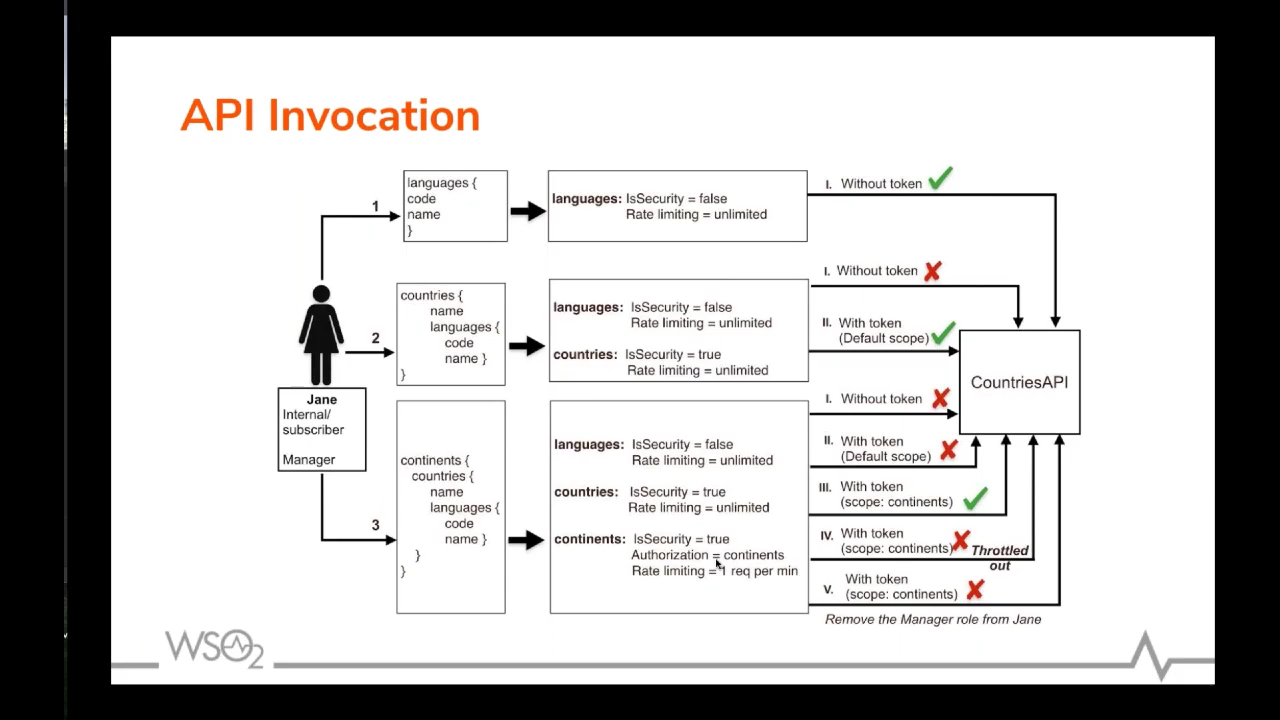 API Invocation
1
languages {
code
name
}
languages: IsSecurity = false
Rate limiting = unlimited
I. Without token
2
countries {
name
languages {
code
name }
}
languages: IsSecurity = false
Rate limiting = unlimited
countries: IsSecurity = true
Rate limiting = unlimited
I. Without token
II. With token
(Default scope)
CountriesAPI
Jane
Internal/
subscriber
Manager
3
continents {
countries {
name
languages {
code
name }
}
}
languages: IsSecurity = false
Rate limiting = unlimited
countries: IsSecurity = true
Rate limiting = unlimited
continents: IsSecurity = true
Authorization = continents
Rate limiting = 1 req per min
I. Without token
II. With token
(Default scope)
III. With token
(scope: continents)
IV. With token
(scope: continents)
Throttled
out
V. With token
(scope: continents)
Remove the Manager role from Jane
WSO2